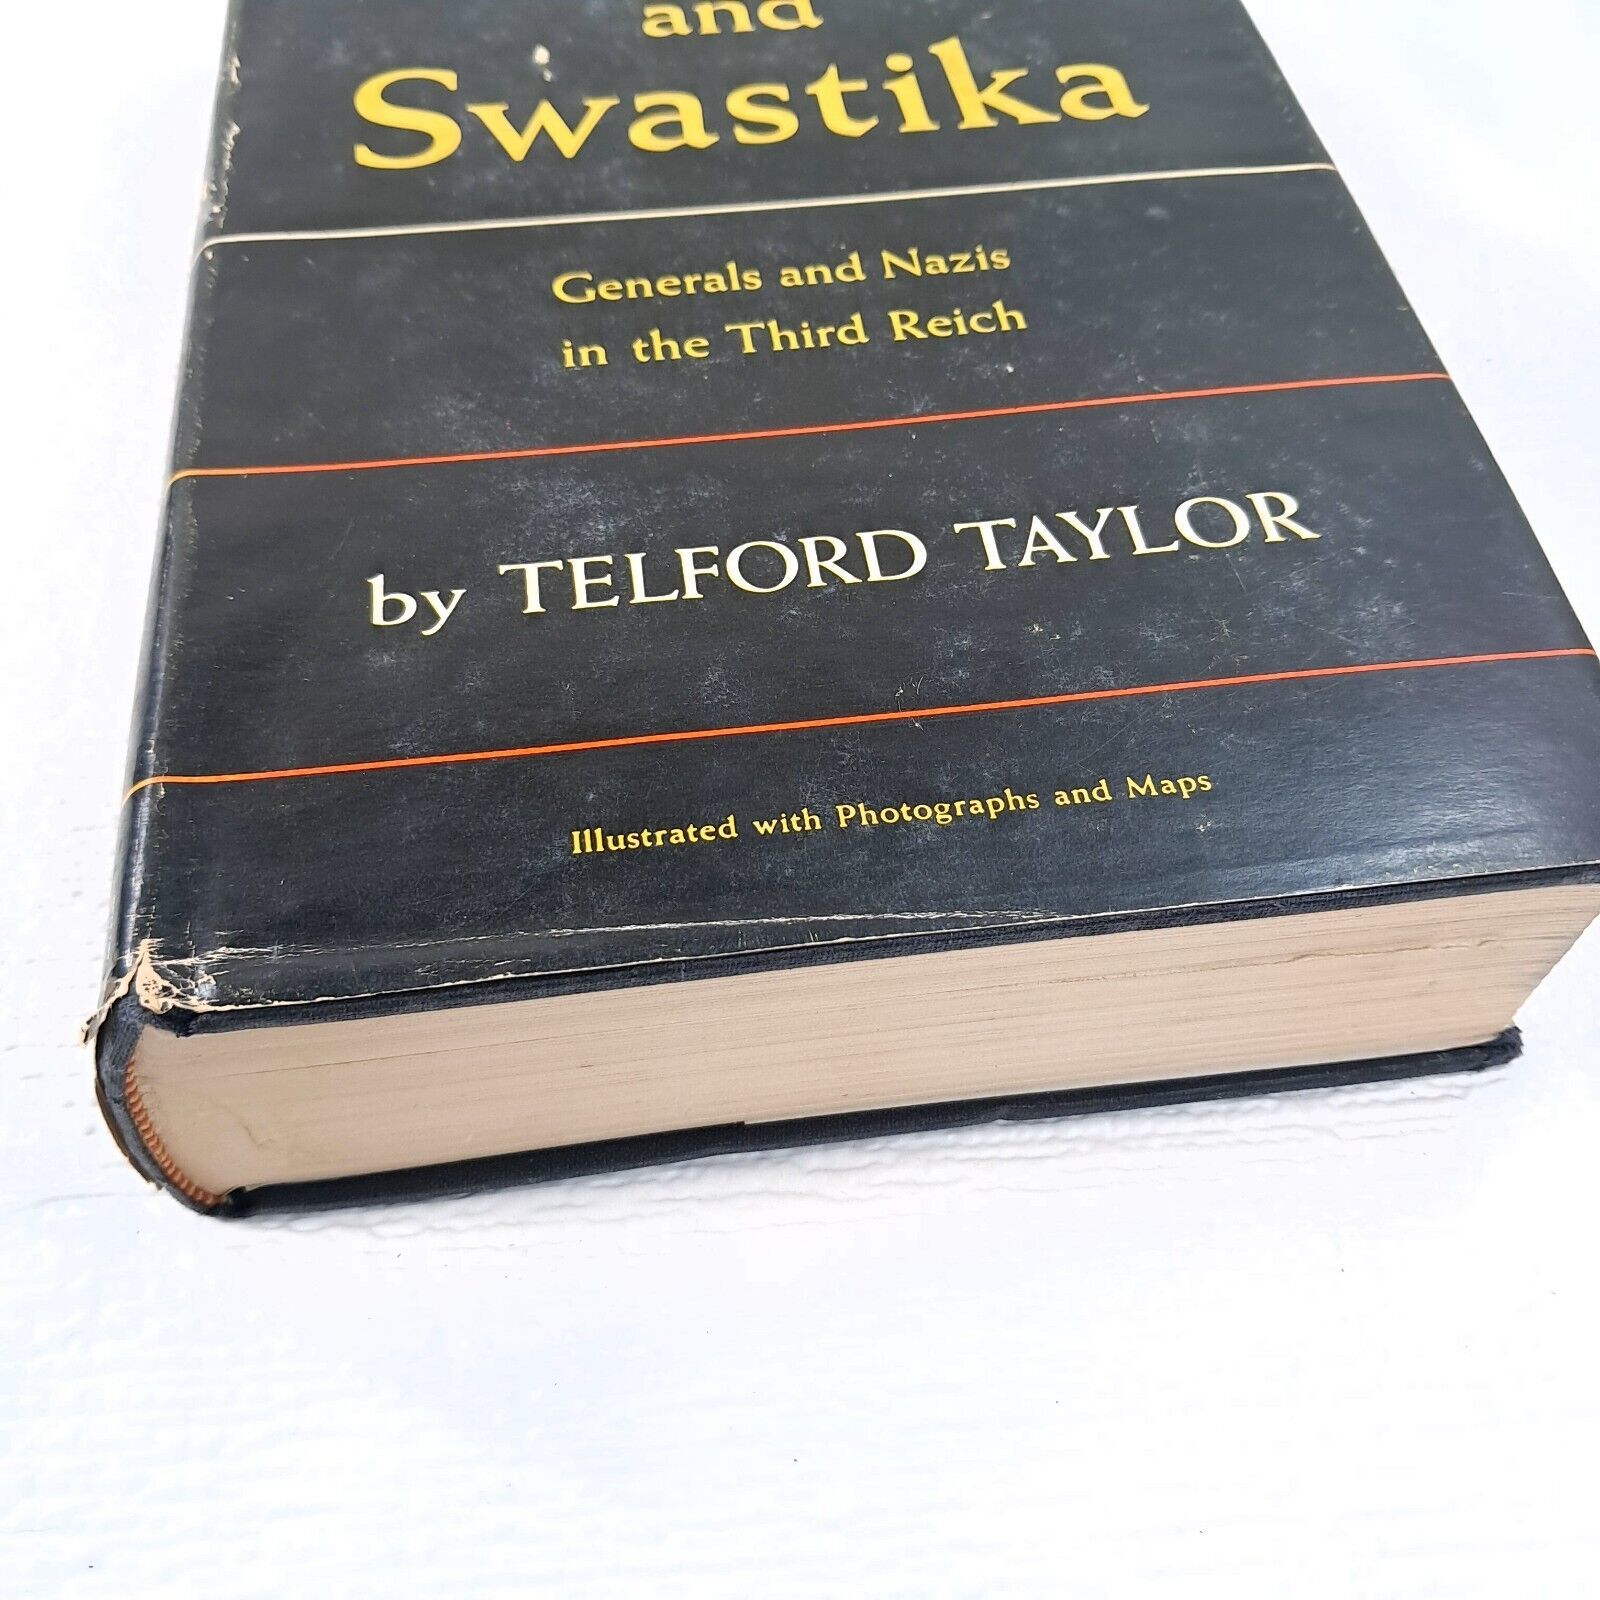 and
Swastika
Generals and Nazis
in the Third Reich
by TELFORD TAYLOR
Illustrated with Photographs and Maps